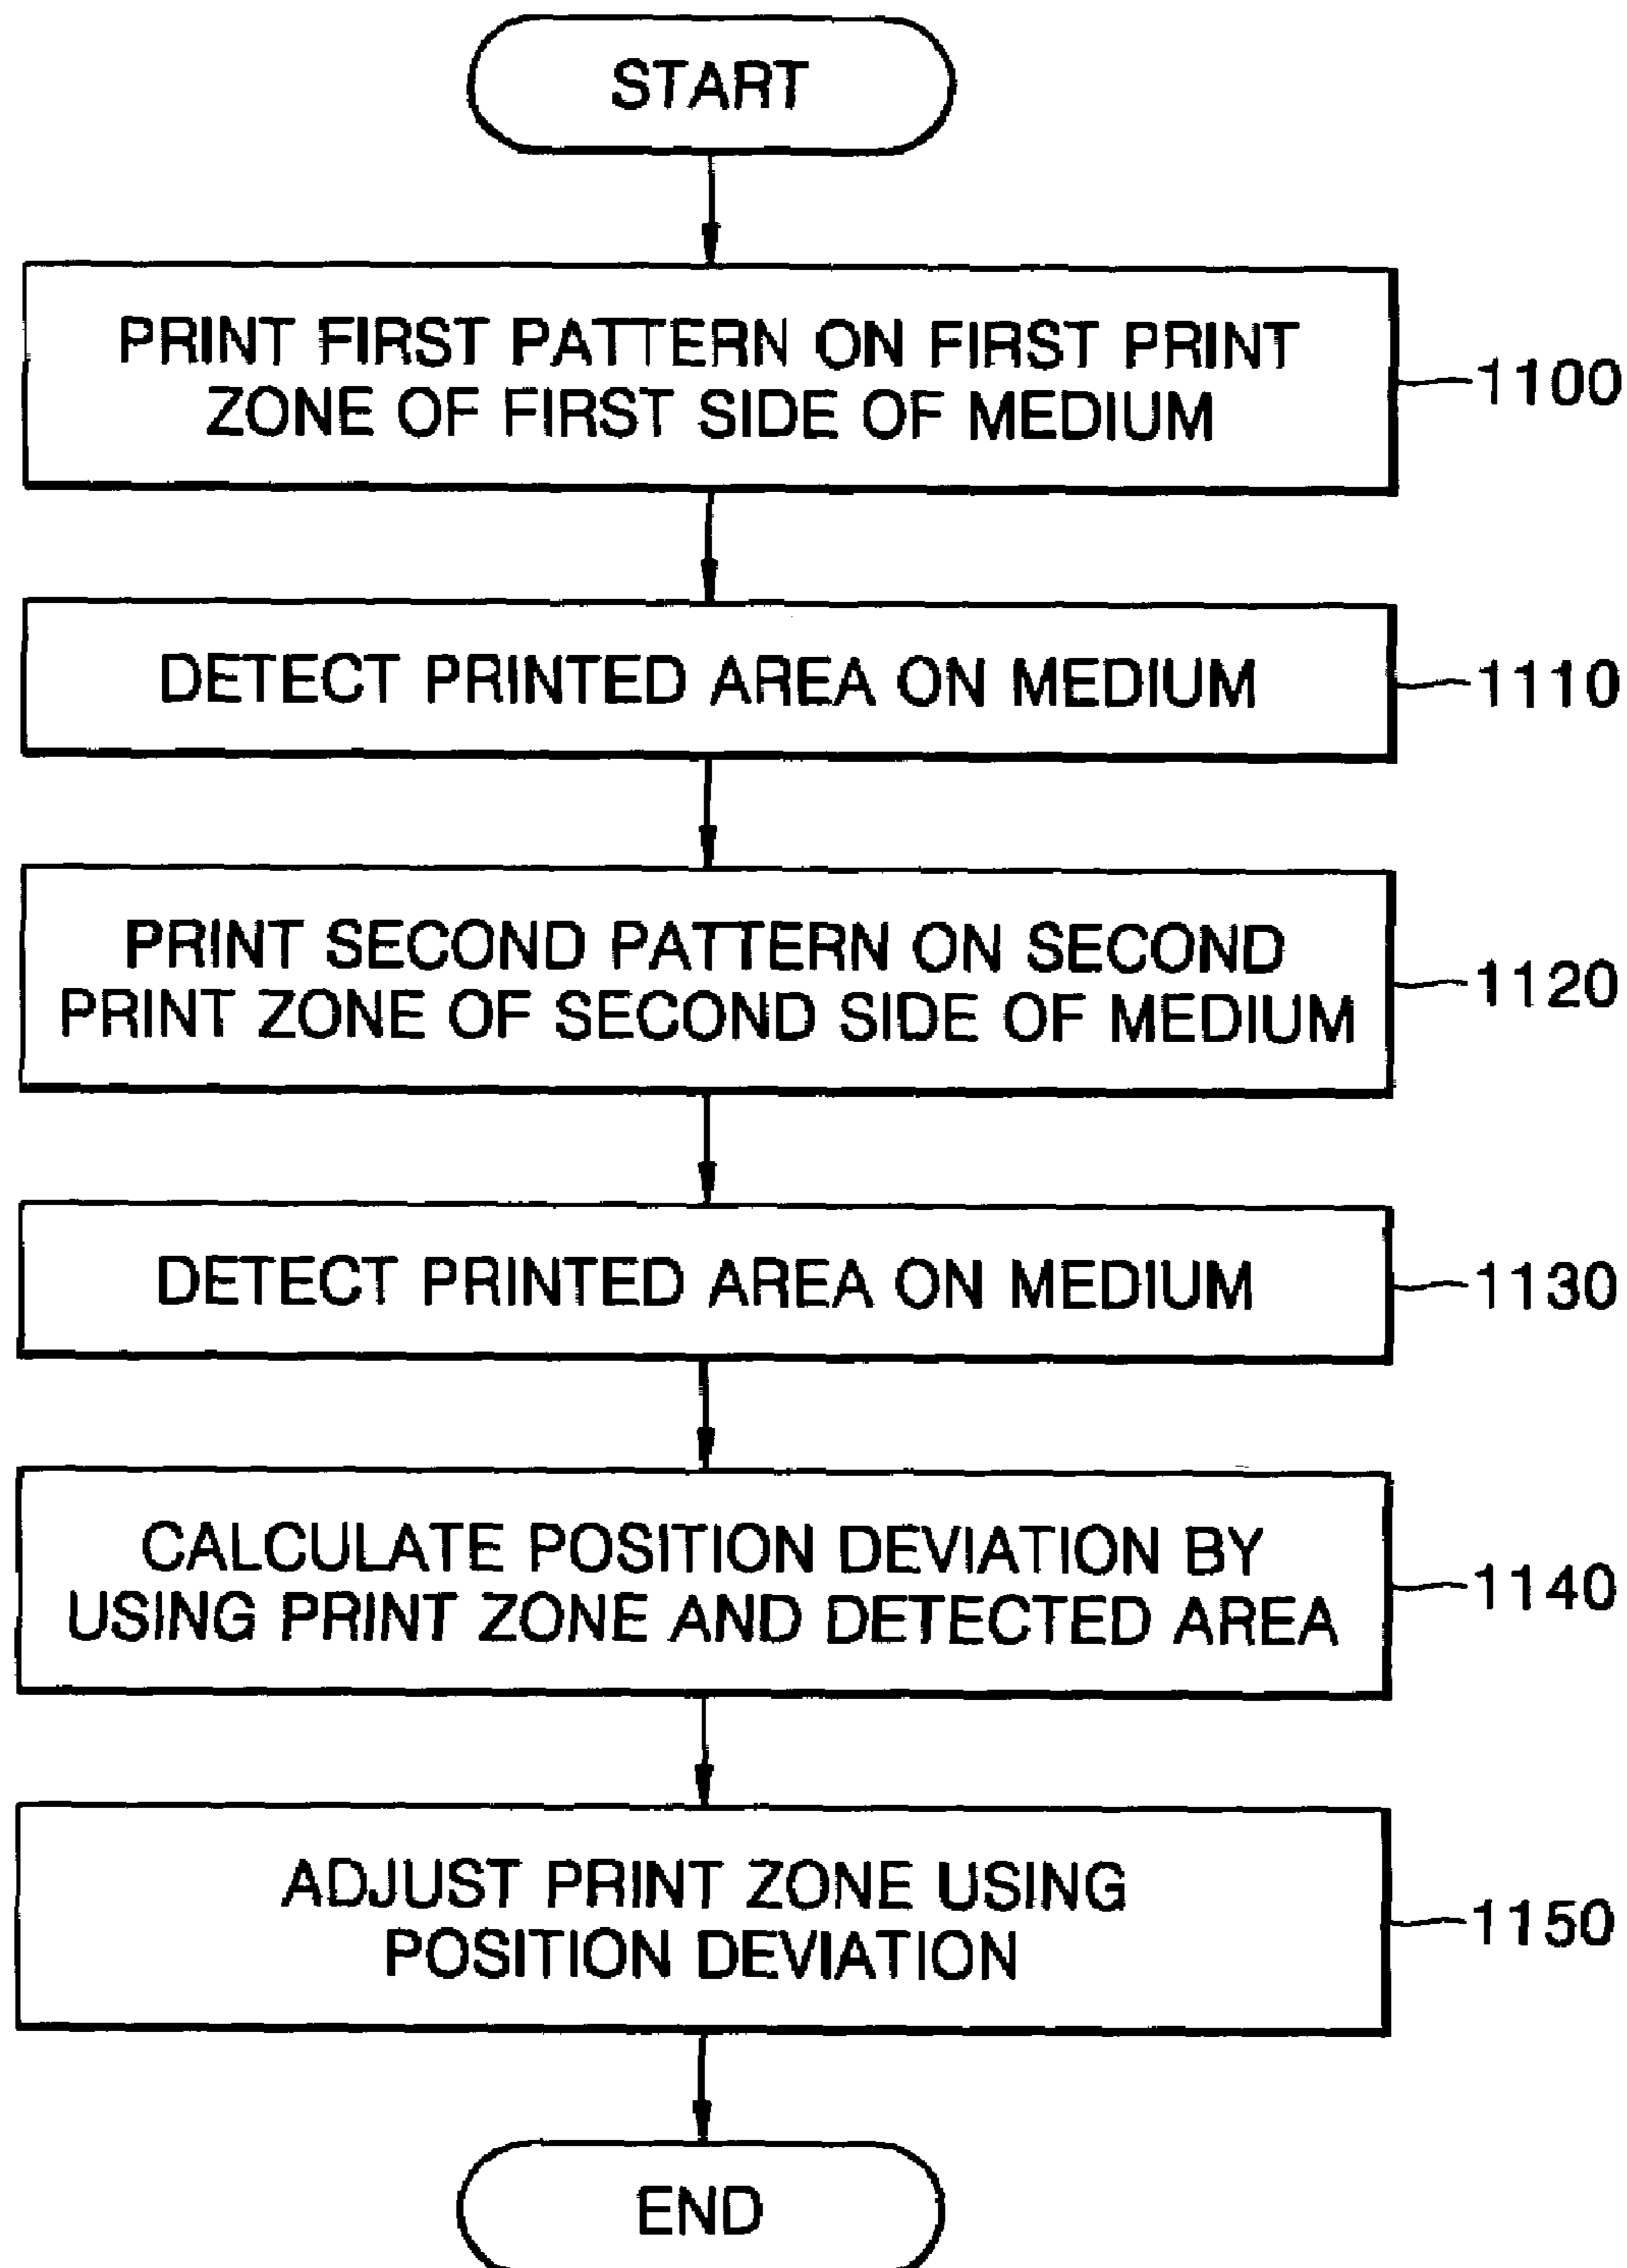 START
PRINT FIRST PATTERN ON FIRST PRINT
ZONE OF FIRST SIDE OF MEDIUM
1100
DETECT PRINTED AREA ON MEDIUM
1110
PRINT SECOND PATTERN ON SECOND
PRINT ZONE OF SECOND SIDE OF MEDIUM
1120
DETECT PRINTED AREA ON MEDIUM
1130
CALCULATE POSITION DEVIATION BY
USING PRINT ZONE AND DETECTED AREA
1140
ADJUST PRINT ZONE USING
POSITION DEVIATION
1150
END